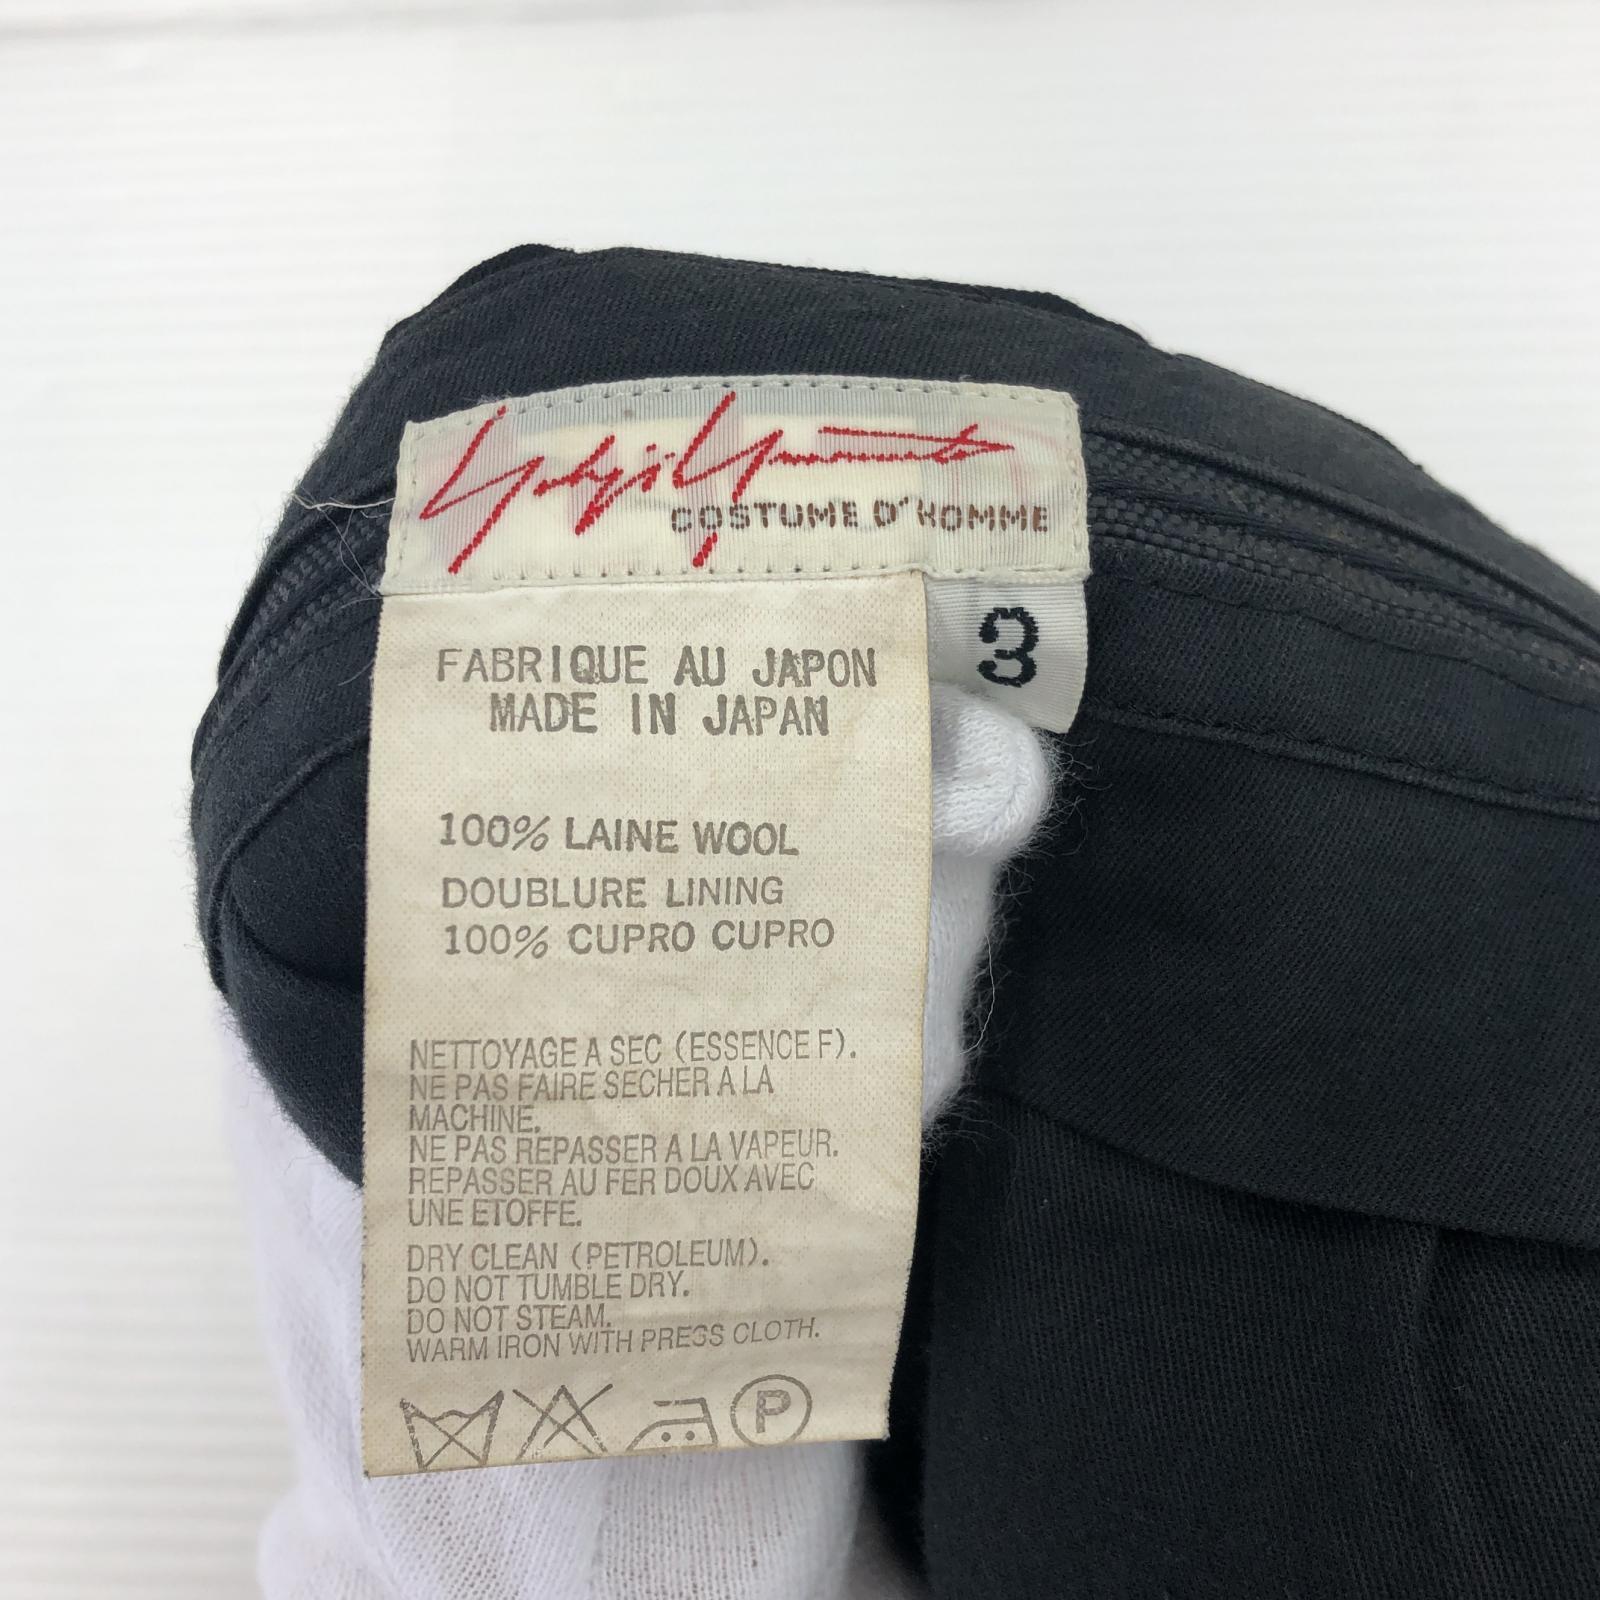 Yohji Yamamoto
COSTUME D'HOMME
3
FABRIQUE AU JAPON
MADE IN JAPAN
100% LAINE WOOL
DOUBLURE LINING
100% CUPRO CUPRO
NETTOYAGE A SEC (ESSENCE F).
NE PAS FAIRE SECHER A LA
MACHINE.
NE PAS REPASSER A LA VAPEUR.
REPASSER AU FER DOUX AVEC
UNE ETOFFE.
DRY CLEAN (PETROLEUM).
DO NOT TUMBLE DRY.
DO NOT STEAM.
WARM IRON WITH PRESS CLOTH.
P